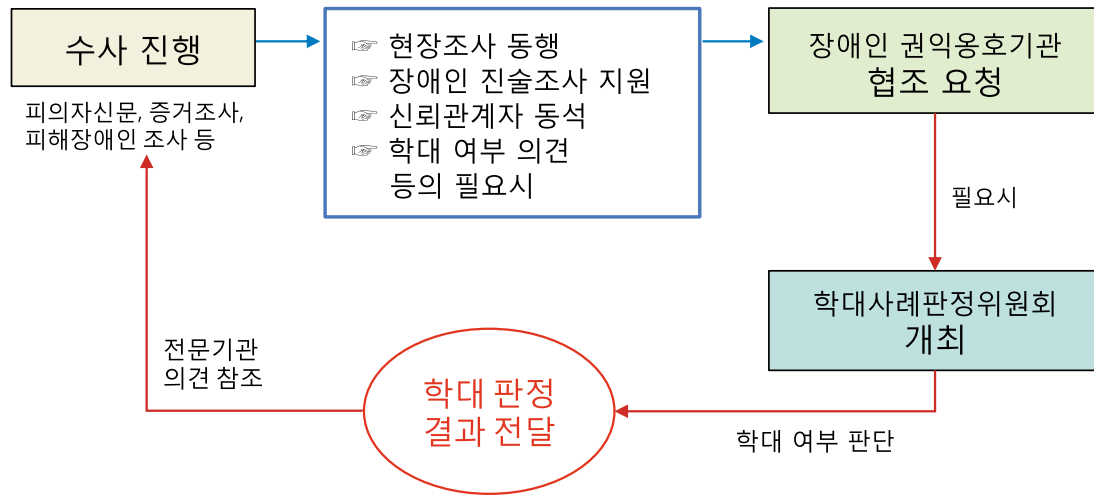 수사 진행
피의자신문, 증거조사,
피해장애인 조사 등
☞ 현장조사 동행
☞ 장애인 진술조사 지원
☞ 신뢰관계자 동석
☞ 학대 여부 의견
등의 필요시
장애인 권익옹호기관
협조 요청
필요시
학대사례판정위원회
개최
학대 여부 판단
학대 판정
결과 전달
전문기관
의견 참조